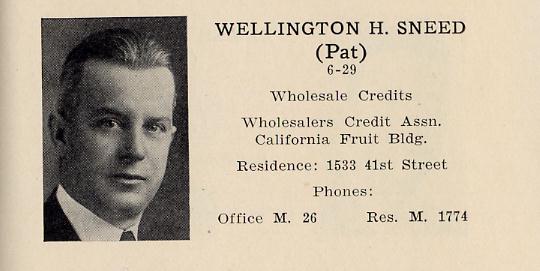 WELLINGTON H. SNEED
(Pat)
6-29
Wholesale Credits
Wholesalers Credit Assn.
California Fruit Bldg.
Residence: 1533 41st Street
Phones:
Office M. 26 Res. M. 1774